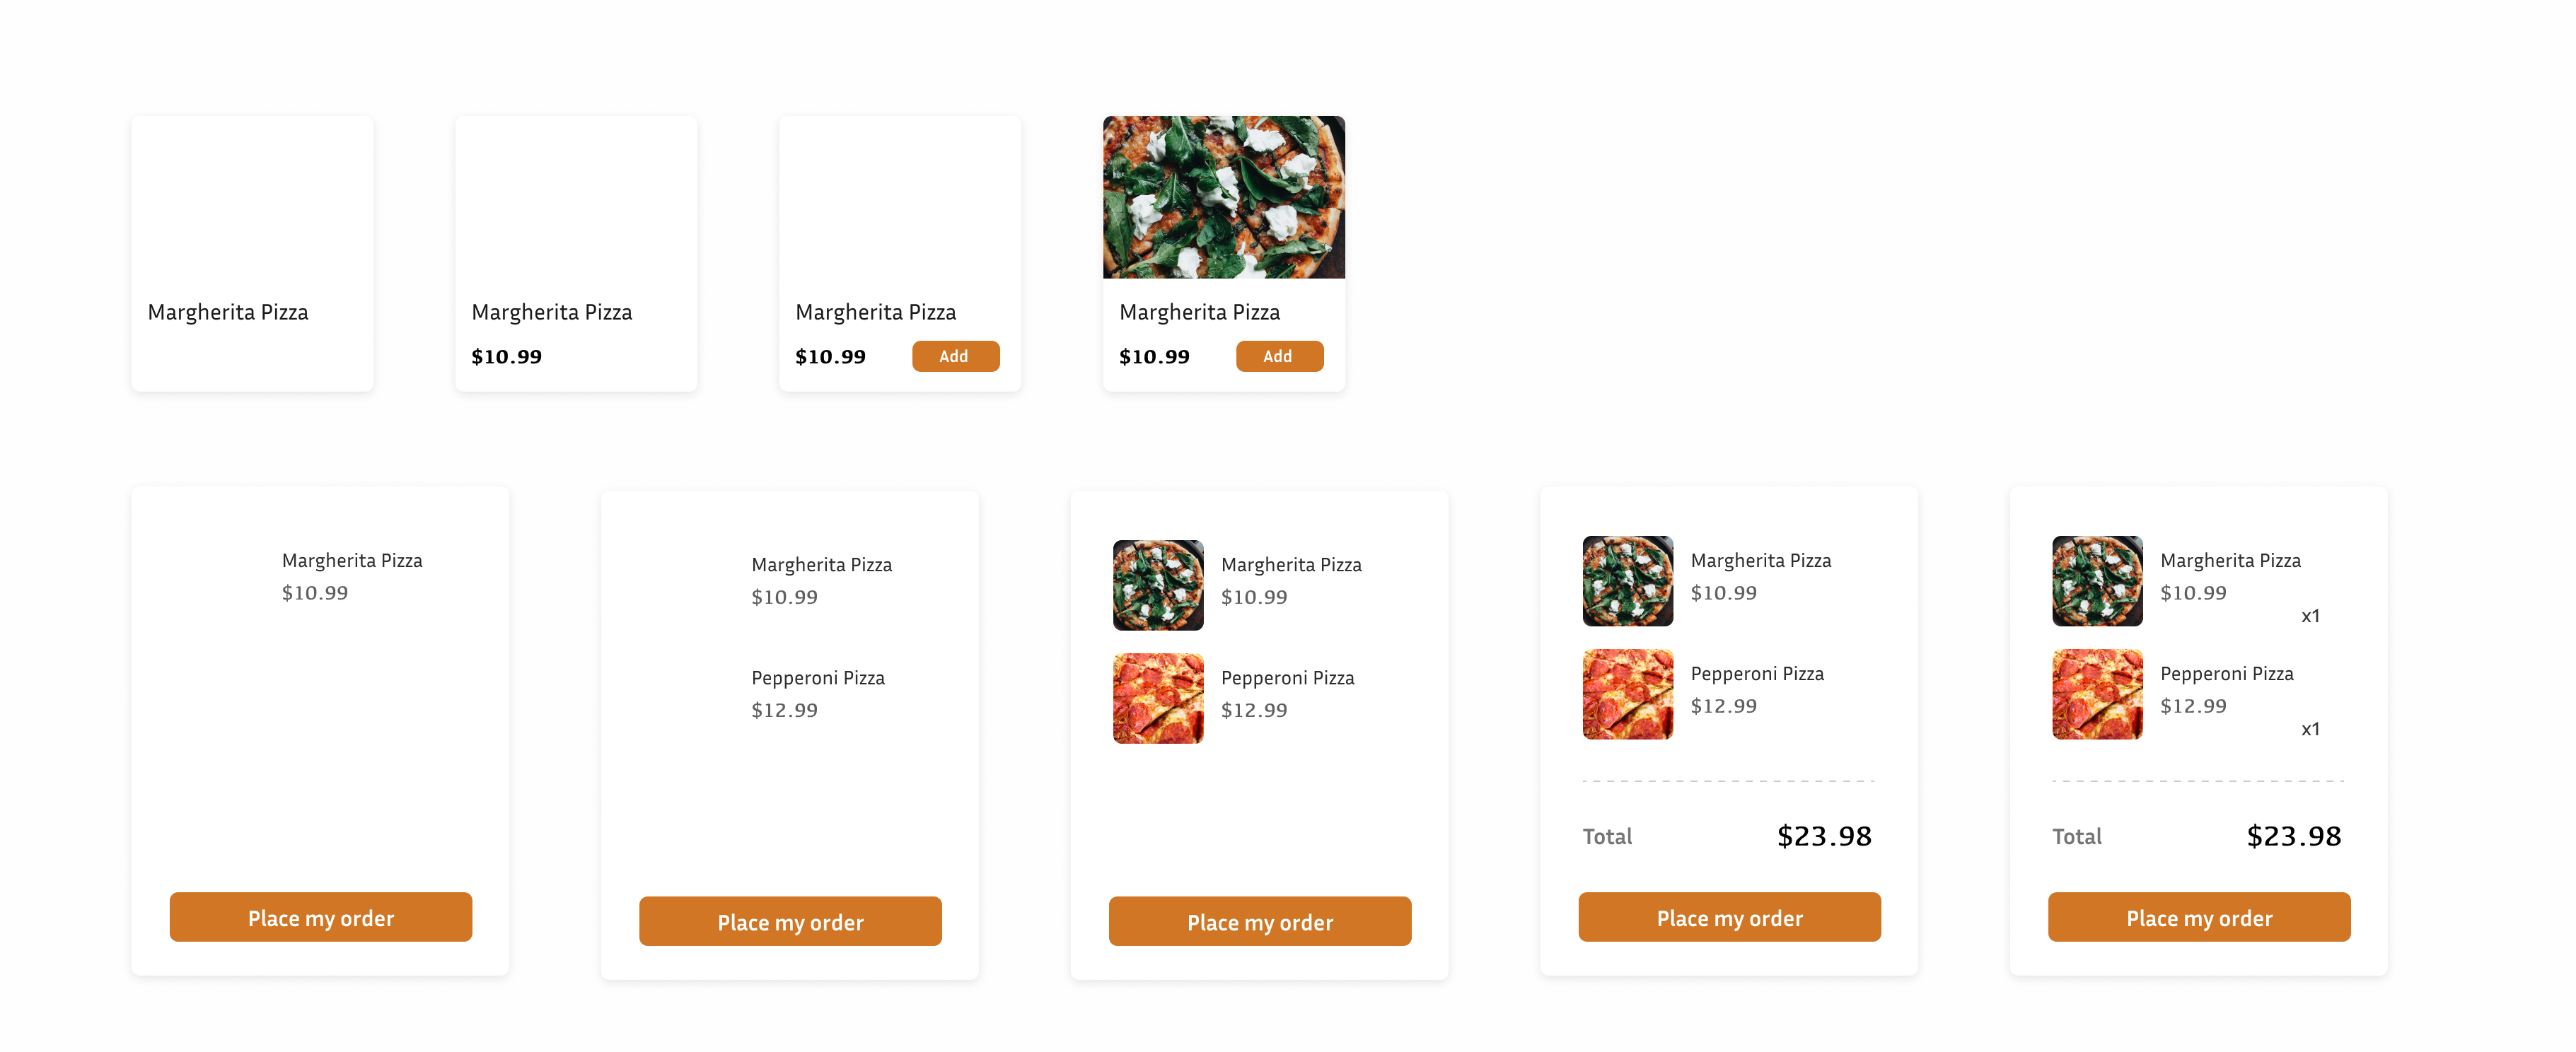 Margherita Pizza
Margherita Pizza
$10.99
Margherita Pizza
$10.99 Add
Margherita Pizza
$10.99 Add
Margherita Pizza
$10.99
Place my order
Margherita Pizza
$10.99
Pepperoni Pizza
$12.99
Place my order
Margherita Pizza
$10.99
Pepperoni Pizza
$12.99
Place my order
Margherita Pizza
$10.99
Pepperoni Pizza
$12.99
Total $23.98
Place my order
Margherita Pizza
$10.99
x1
Pepperoni Pizza
$12.99
x1
Total $23.98
Place my order